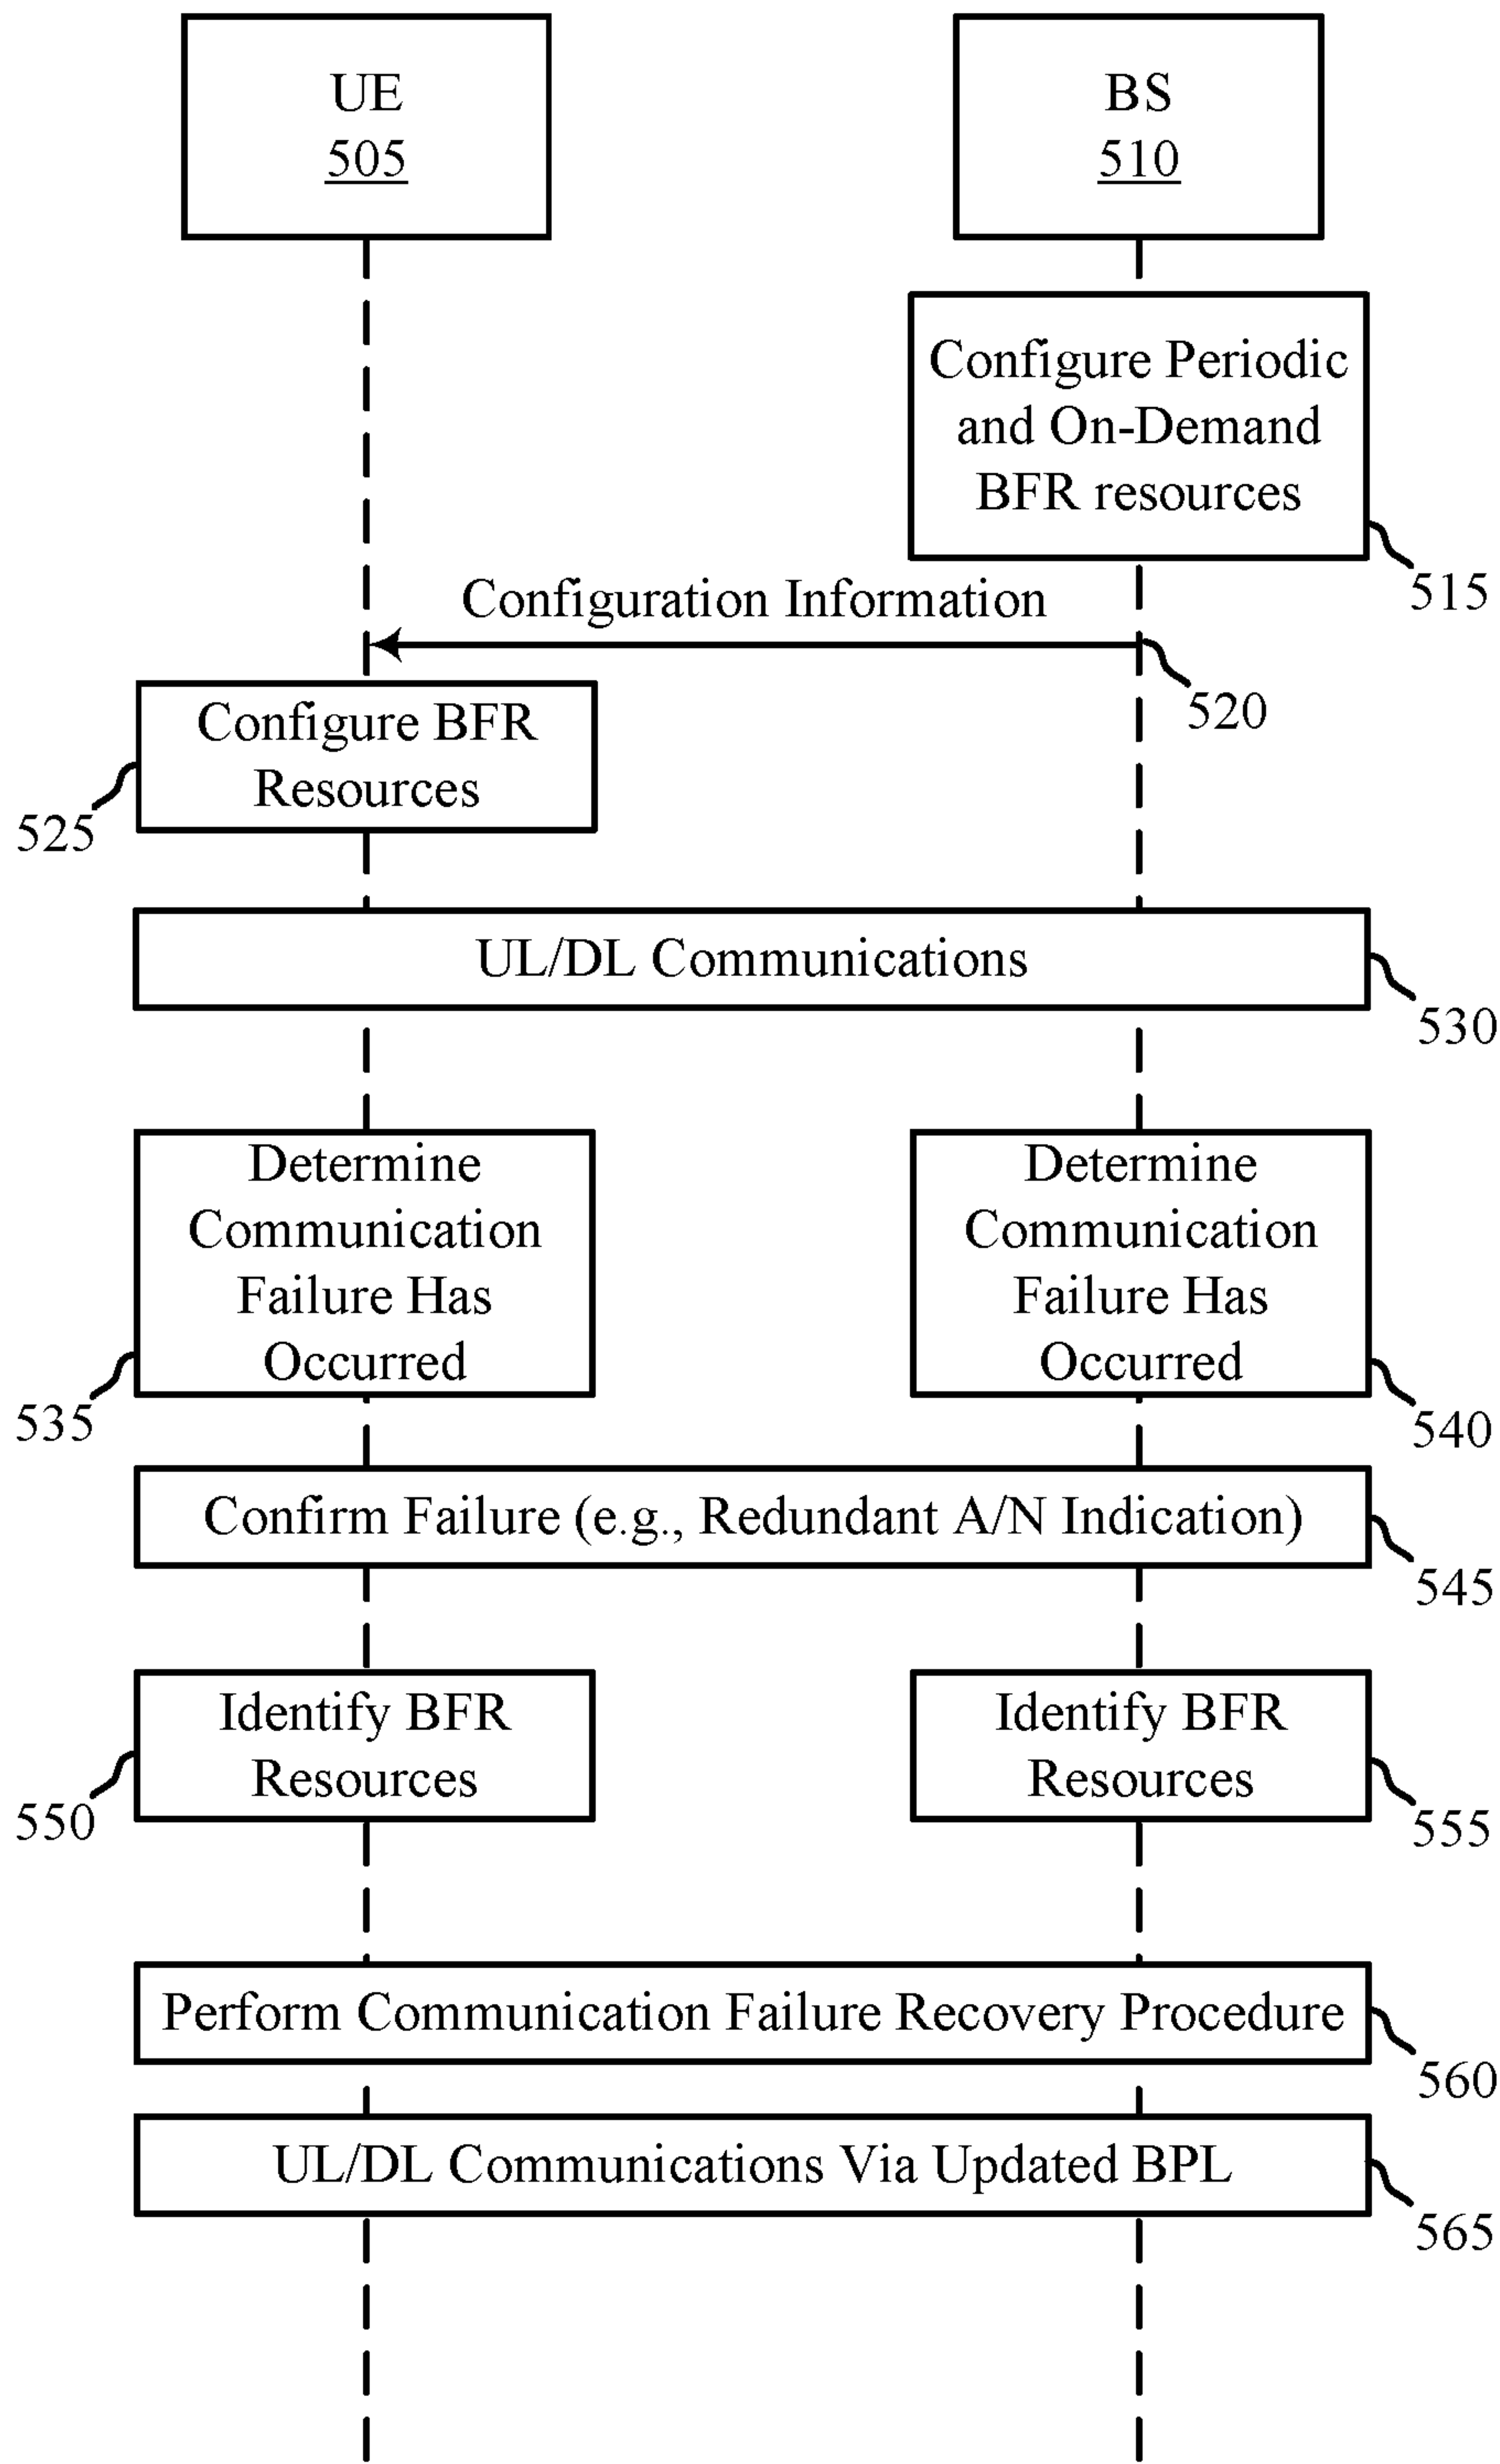 UE
505
BS
510
Configure Periodic
and On-Demand
BFR resources
515
Configuration Information
520
Configure BFR
Resources
525
UL/DL Communications
530
Determine
Communication
Failure Has
Occurred
535
Determine
Communication
Failure Has
Occurred
540
Confirm Failure (e.g., Redundant A/N Indication)
545
Identify BFR
Resources
550
Identify BFR
Resources
555
Perform Communication Failure Recovery Procedure
560
UL/DL Communications Via Updated BPL
565